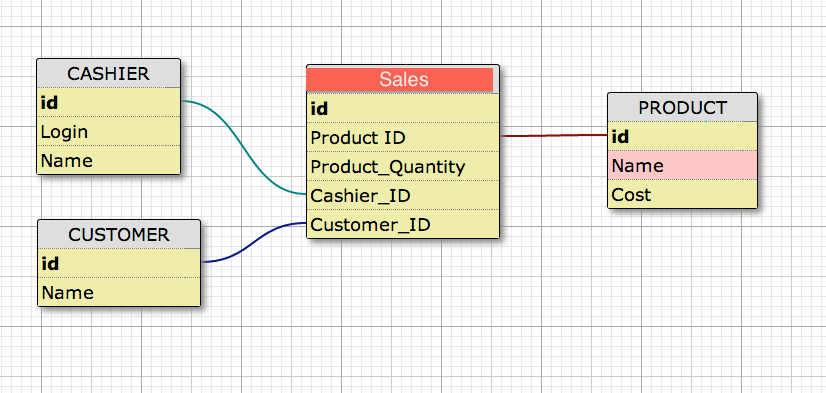 CASHIER
id
Login
Name
CUSTOMER
id
Name
Sales
id
Product ID
Product_Quantity
Cashier_ID
Customer_ID
PRODUCT
id
Name
Cost